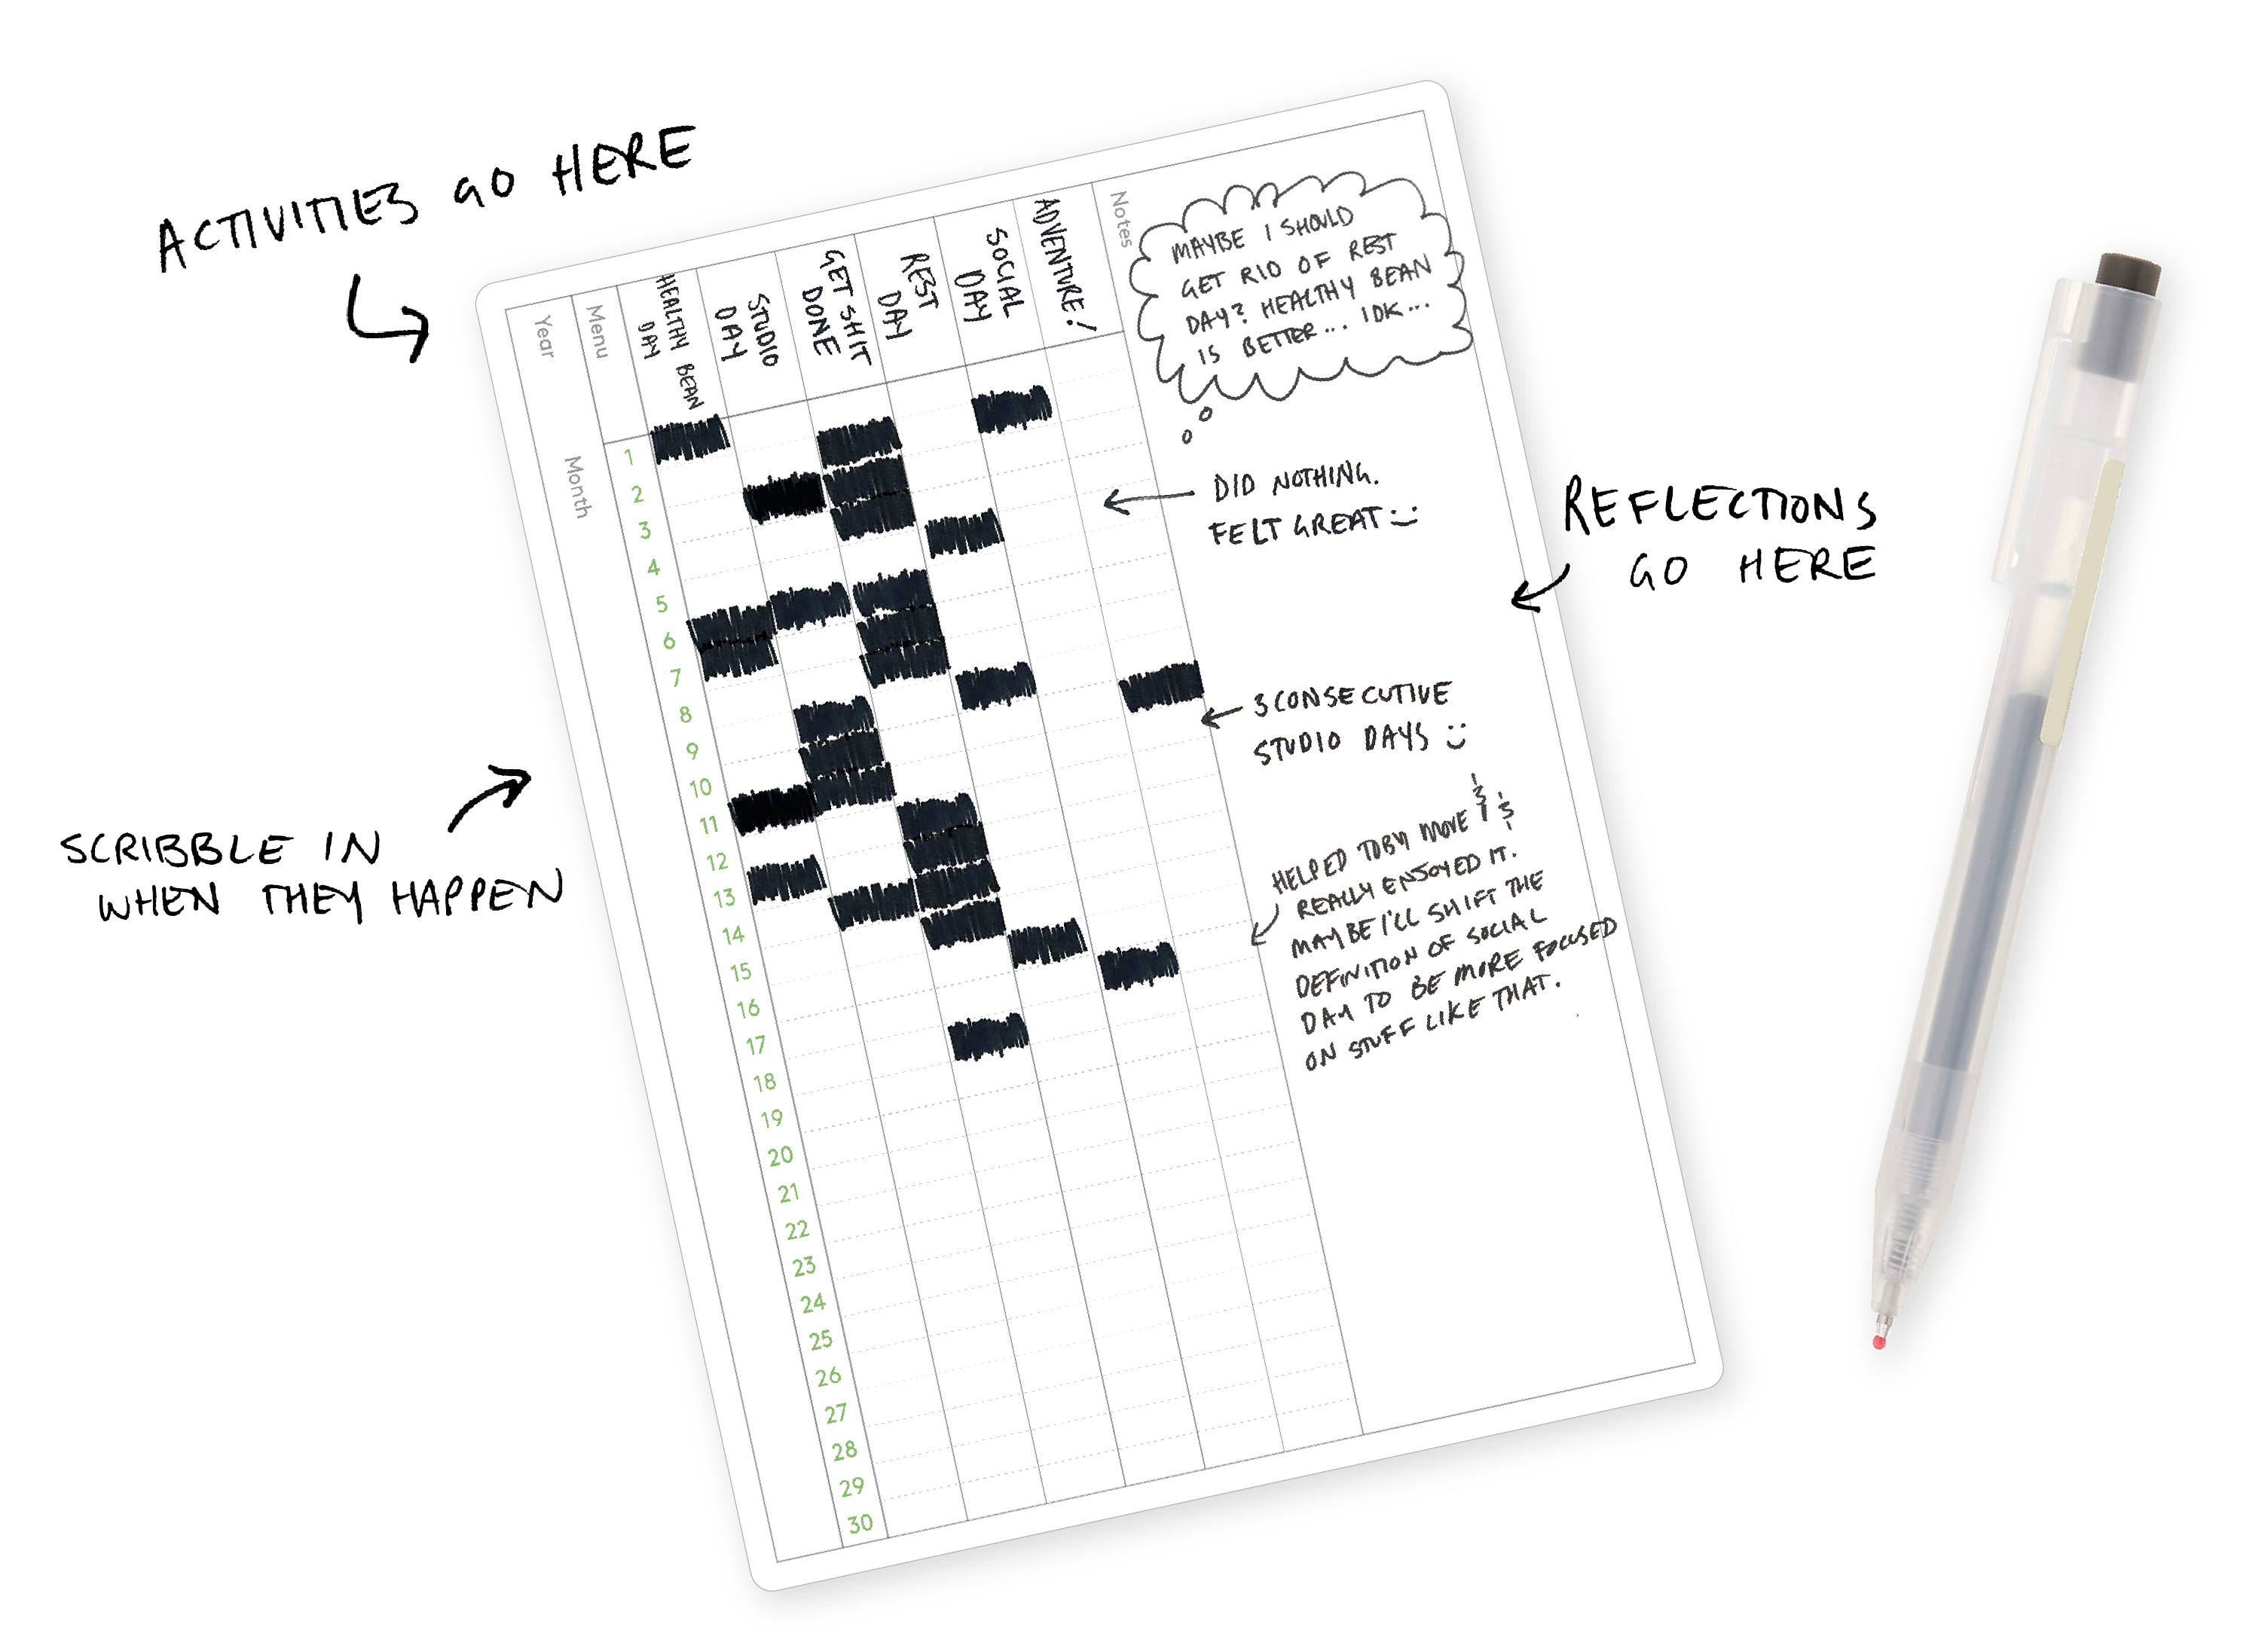 ACTIVITIES GO HERE
Year
Month
Menu
HEALTHY BEAN
DAY
STUDIO
DAY
GET SHIT
DONE
REST
DAY
SOCIAL
DAY
ADVENTURE!
Notes
MAYBE I SHOULD
GET RID OF REST
DAY? HEALTHY BEAN
IS BETTER... IDK...
DID NOTHING.
FELT GREAT
REFLECTIONS
GO HERE
3 CONSECUTIVE
STUDIO DAYS
SCRIBBLE IN
WHEN THEY HAPPEN
HELPED TOBY MOVE
REALLY ENJOYED IT.
MAYBE I'LL SHIFT THE
DEFINITION OF SOCIAL
DAY TO BE MORE FOCUSED
ON STUFF LIKE THAT.
1
2
3
4
5
6
7
8
9
10
11
12
13
14
15
16
17
18
19
20
21
22
23
24
25
26
27
28
29
30